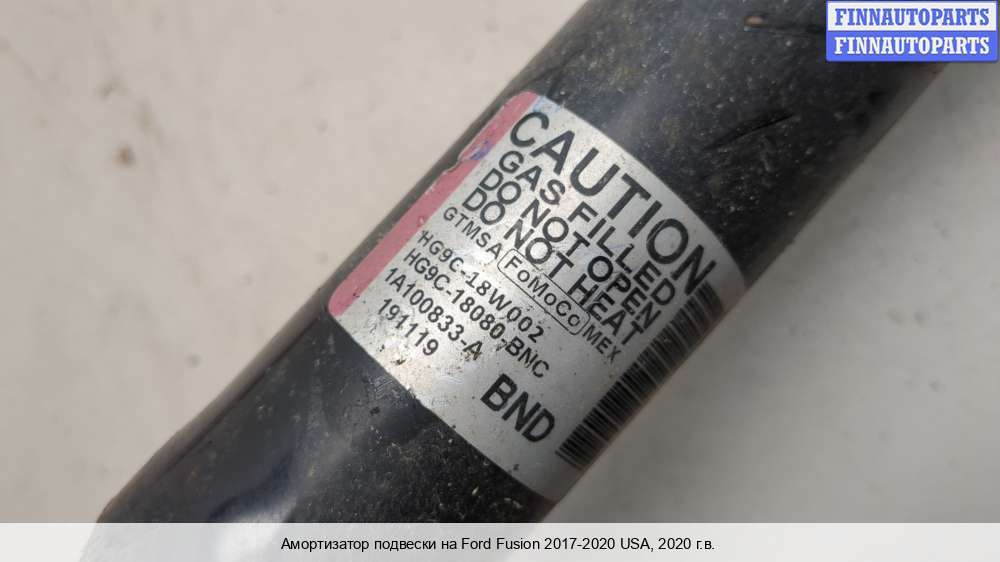 FINNAUTOPARTS
FINNAUTOPARTS
CAUTION
GAS FILLED
DO NOT OPEN
DO NOT HEAT
GTMSA FoMoCo MEX
HG9C-18W002
HG9C-18080-BNC
1A100833-A
191119
BND
Амортизатор подвески на Ford Fusion 2017-2020 USA, 2020 г.в.